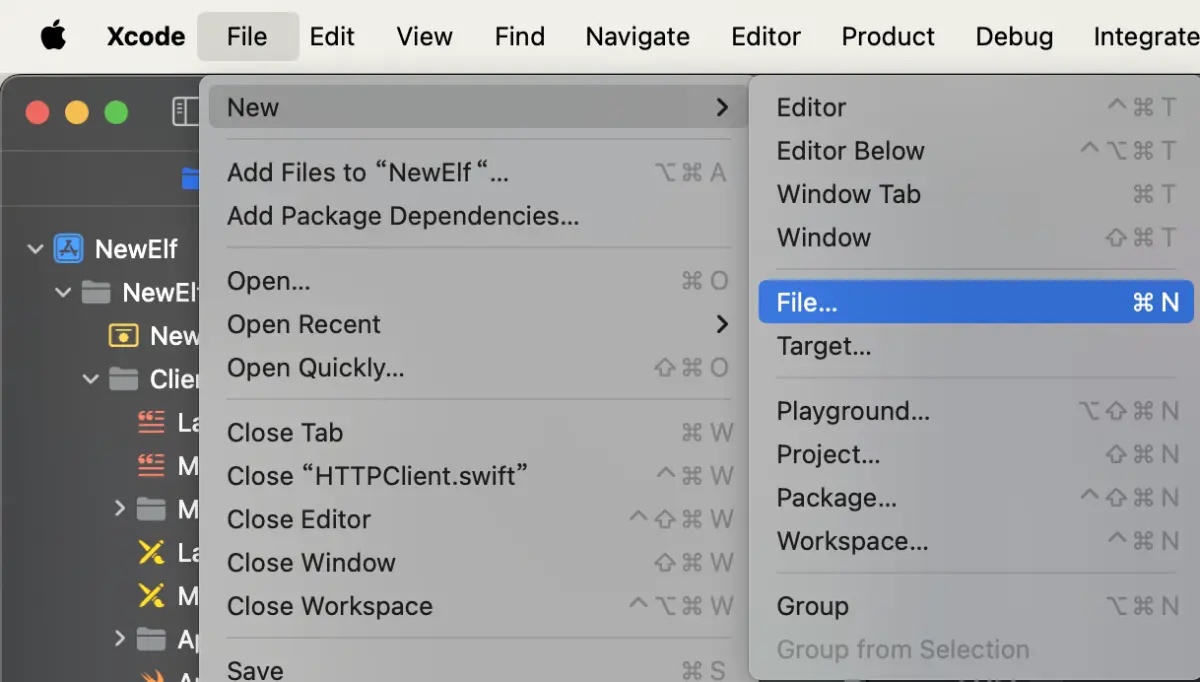 Xcode File Edit View Find Navigate Editor Product Debug Integrate
New
Add Files to “NewElf“... ⌥⌘A
Add Package Dependencies...
Open... ⌘O
Open Recent
Open Quickly... ⇧⌘O
Close Tab ⌘W
Close “HTTPClient.swift” ^⌘W
Close Editor ^⇧⌘W
Close Window ⇧⌘W
Close Workspace ^⌥⌘W
Save ⌘S
Editor ^⌘T
Editor Below ^⌥⌘T
Window Tab ⌘T
Window ⇧⌘T
File... ⌘N
Target...
Playground... ⌥⇧⌘N
Project... ⇧⌘N
Package... ^⇧⌘N
Workspace... ^⌘N
Group ⌥⌘N
Group from Selection
NewElf
NewEl
New
Clie
La
M
M
La
M
A